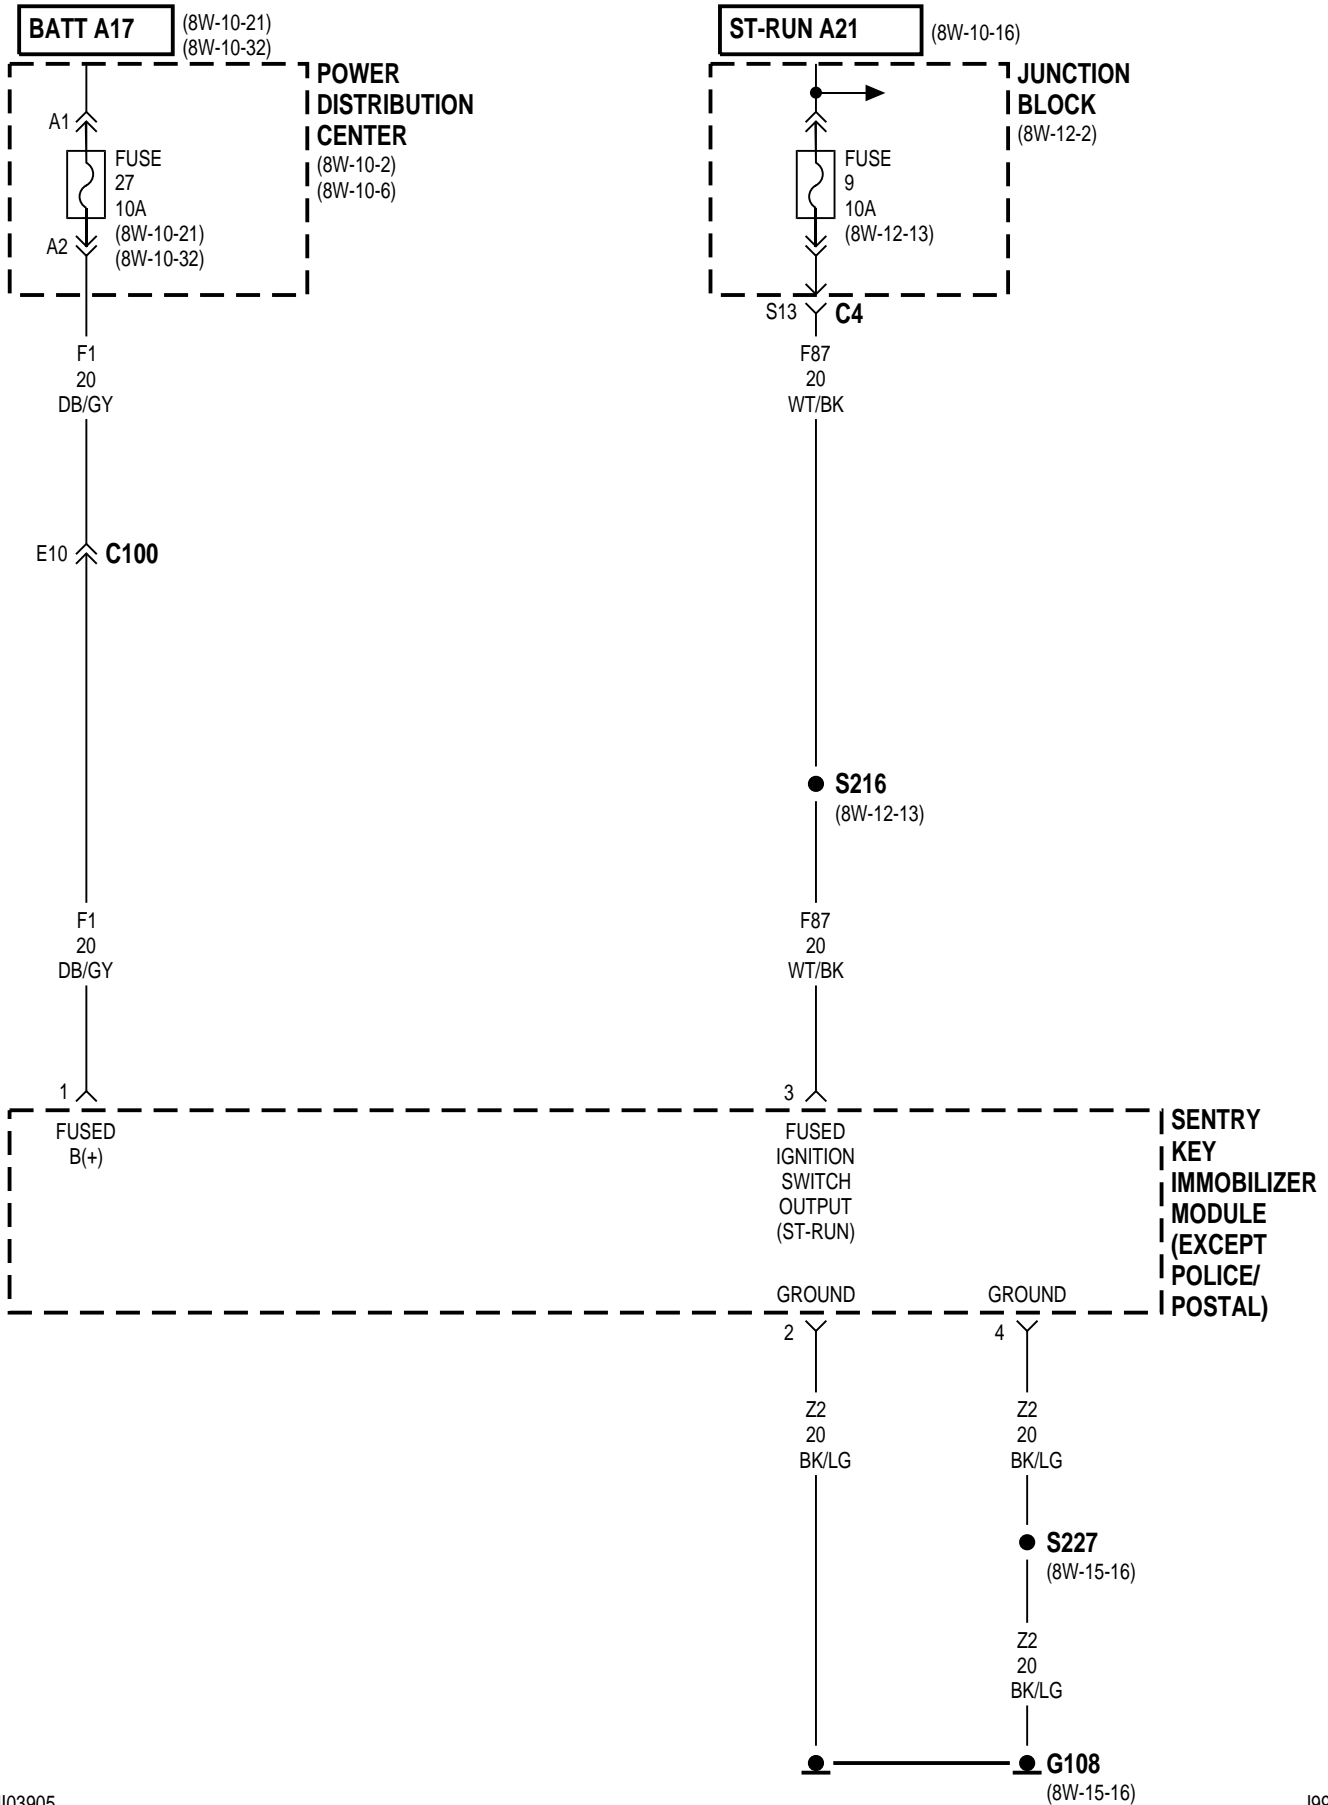 BATT A17
(8W-10-21)
(8W-10-32)
ST-RUN A21
(8W-10-16)
POWER
DISTRIBUTION
CENTER
(8W-10-2)
(8W-10-6)
A1
FUSE
27
10A
(8W-10-21)
(8W-10-32)
A2
JUNCTION
BLOCK
(8W-12-2)
FUSE
9
10A
(8W-12-13)
S13
C4
F1
20
DB/GY
F87
20
WT/BK
E10
C100
S216
(8W-12-13)
F1
20
DB/GY
F87
20
WT/BK
1
3
FUSED
B(+)
FUSED
IGNITION
SWITCH
OUTPUT
(ST-RUN)
SENTRY
KEY
IMMOBILIZER
MODULE
(EXCEPT
POLICE/
POSTAL)
GROUND
GROUND
2
4
Z2
20
BK/LG
Z2
20
BK/LG
S227
(8W-15-16)
Z2
20
BK/LG
G108
(8W-15-16)